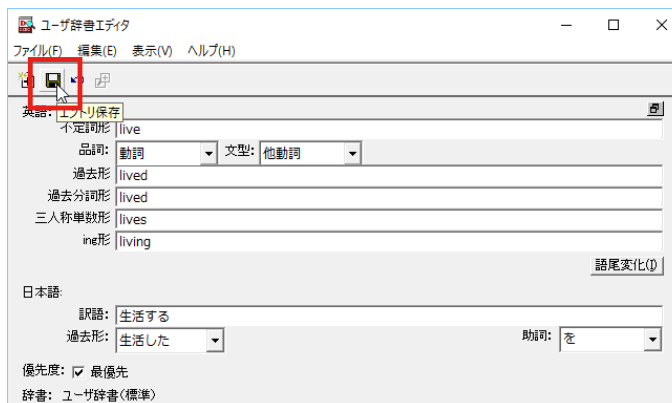 ユーザ辞書エディタ
ファイル(F) 編集(E) 表示(V) ヘルプ(H)
英語: エントリ保存
不定詞形 live
品詞: 動詞 文型: 他動詞
過去形 lived
過去分詞形 lived
三人称単数形 lives
ing形 living
語尾変化(I)
日本語:
訳語: 生活する
過去形: 生活した 助詞: を
優先度: 最優先
辞書: ユーザ辞書(標準)